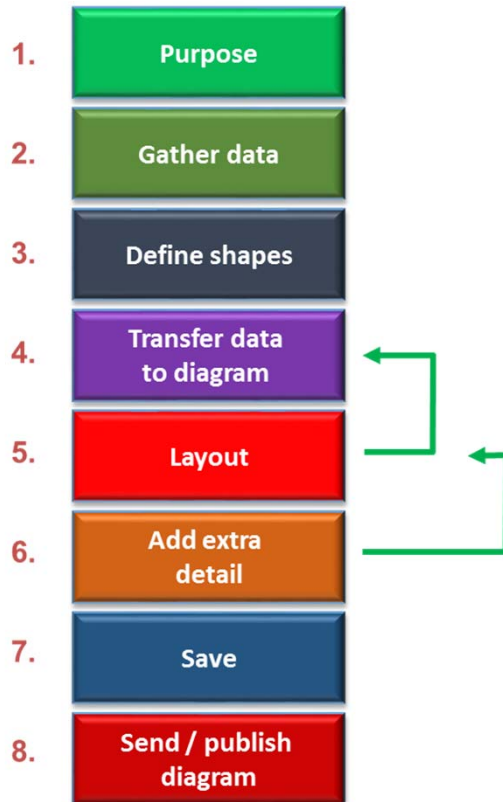 1.
Purpose
2.
Gather data
3.
Define shapes
4.
Transfer data
to diagram
5.
Layout
6.
Add extra
detail
7.
Save
8.
Send / publish
diagram